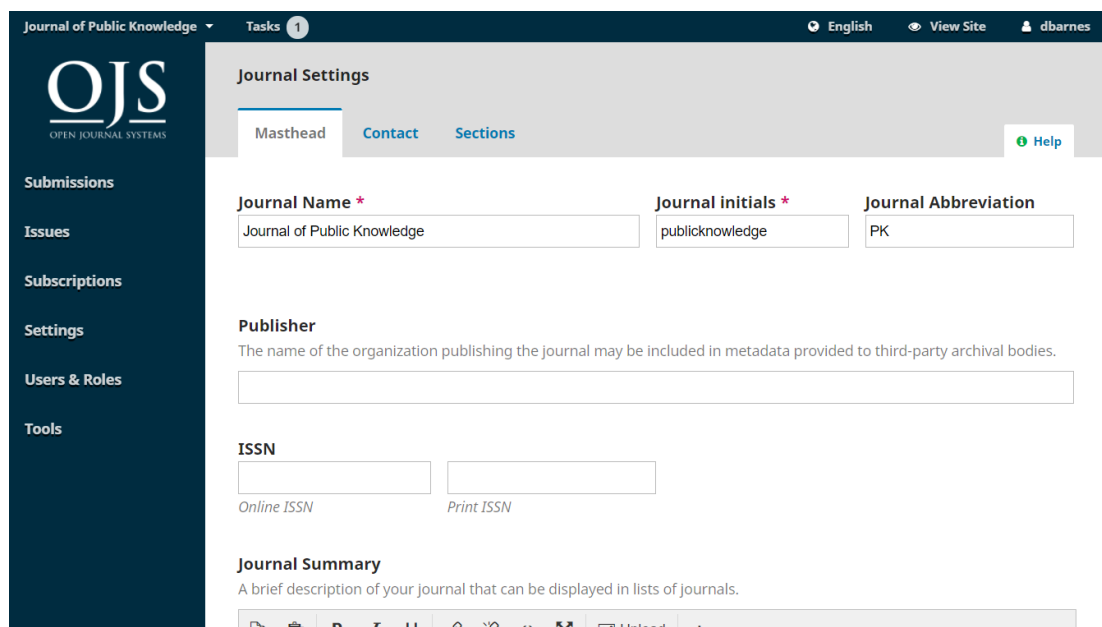 Journal of Public Knowledge Tasks 1 English View Site dbarnes
OJS
OPEN JOURNAL SYSTEMS
Submissions
Issues
Subscriptions
Settings
Users & Roles
Tools
Journal Settings
Masthead Contact Sections
Help
Journal Name * Journal initials * Journal Abbreviation
Journal of Public Knowledge publicknowledge PK
Publisher
The name of the organization publishing the journal may be included in metadata provided to third-party archival bodies.
ISSN
Online ISSN Print ISSN
Journal Summary
A brief description of your journal that can be displayed in lists of journals.
B I U Upload